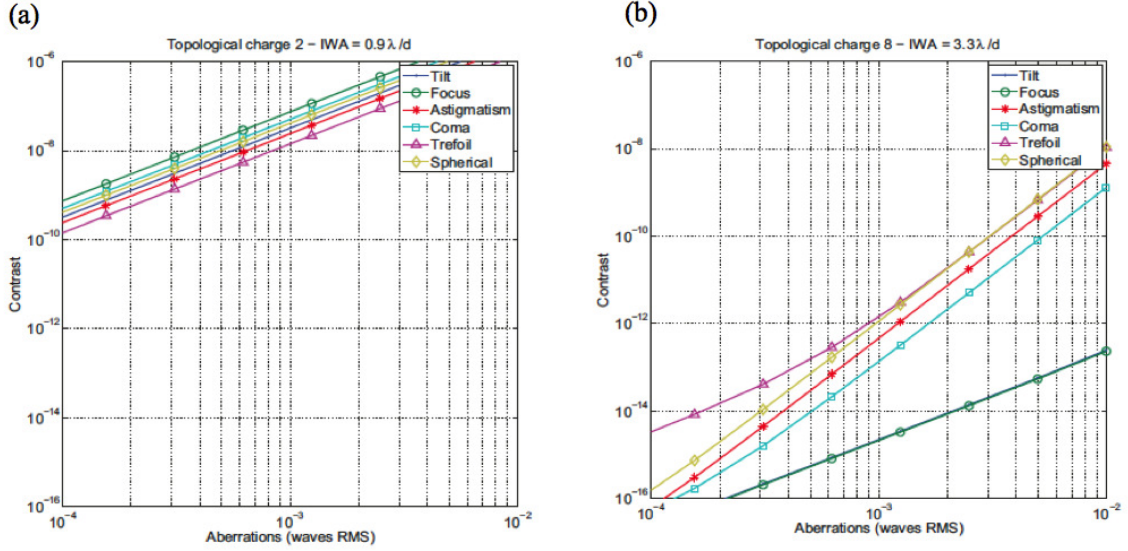 (a)
Topological charge 2 – IWA = 0.9λ/d
10⁻⁶
10⁻⁸
10⁻¹⁰
10⁻¹²
10⁻¹⁴
10⁻¹⁶
Contrast
Tilt
Focus
Astigmatism
Coma
Trefoil
Spherical
10⁻⁴
10⁻³
10⁻²
Aberrations (waves RMS)
(b)
Topological charge 8 – IWA = 3.3λ/d
10⁻⁶
10⁻⁸
10⁻¹⁰
10⁻¹²
10⁻¹⁴
10⁻¹⁶
Contrast
Tilt
Focus
Astigmatism
Coma
Trefoil
Spherical
10⁻⁴
10⁻³
10⁻²
Aberrations (waves RMS)